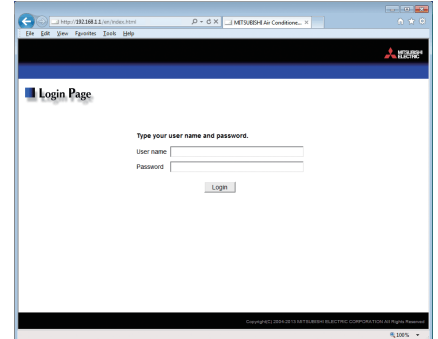 http://192.168.1.1/en/index.html
MITSUBISHI Air Conditione...
File Edit View Favorites Tools Help
MITSUBISHI
ELECTRIC
Login Page
Type your user name and password.
User name
Password
Login
Copyright(C) 2004-2013 MITSUBISHI ELECTRIC CORPORATION All Rights Reserved
100%